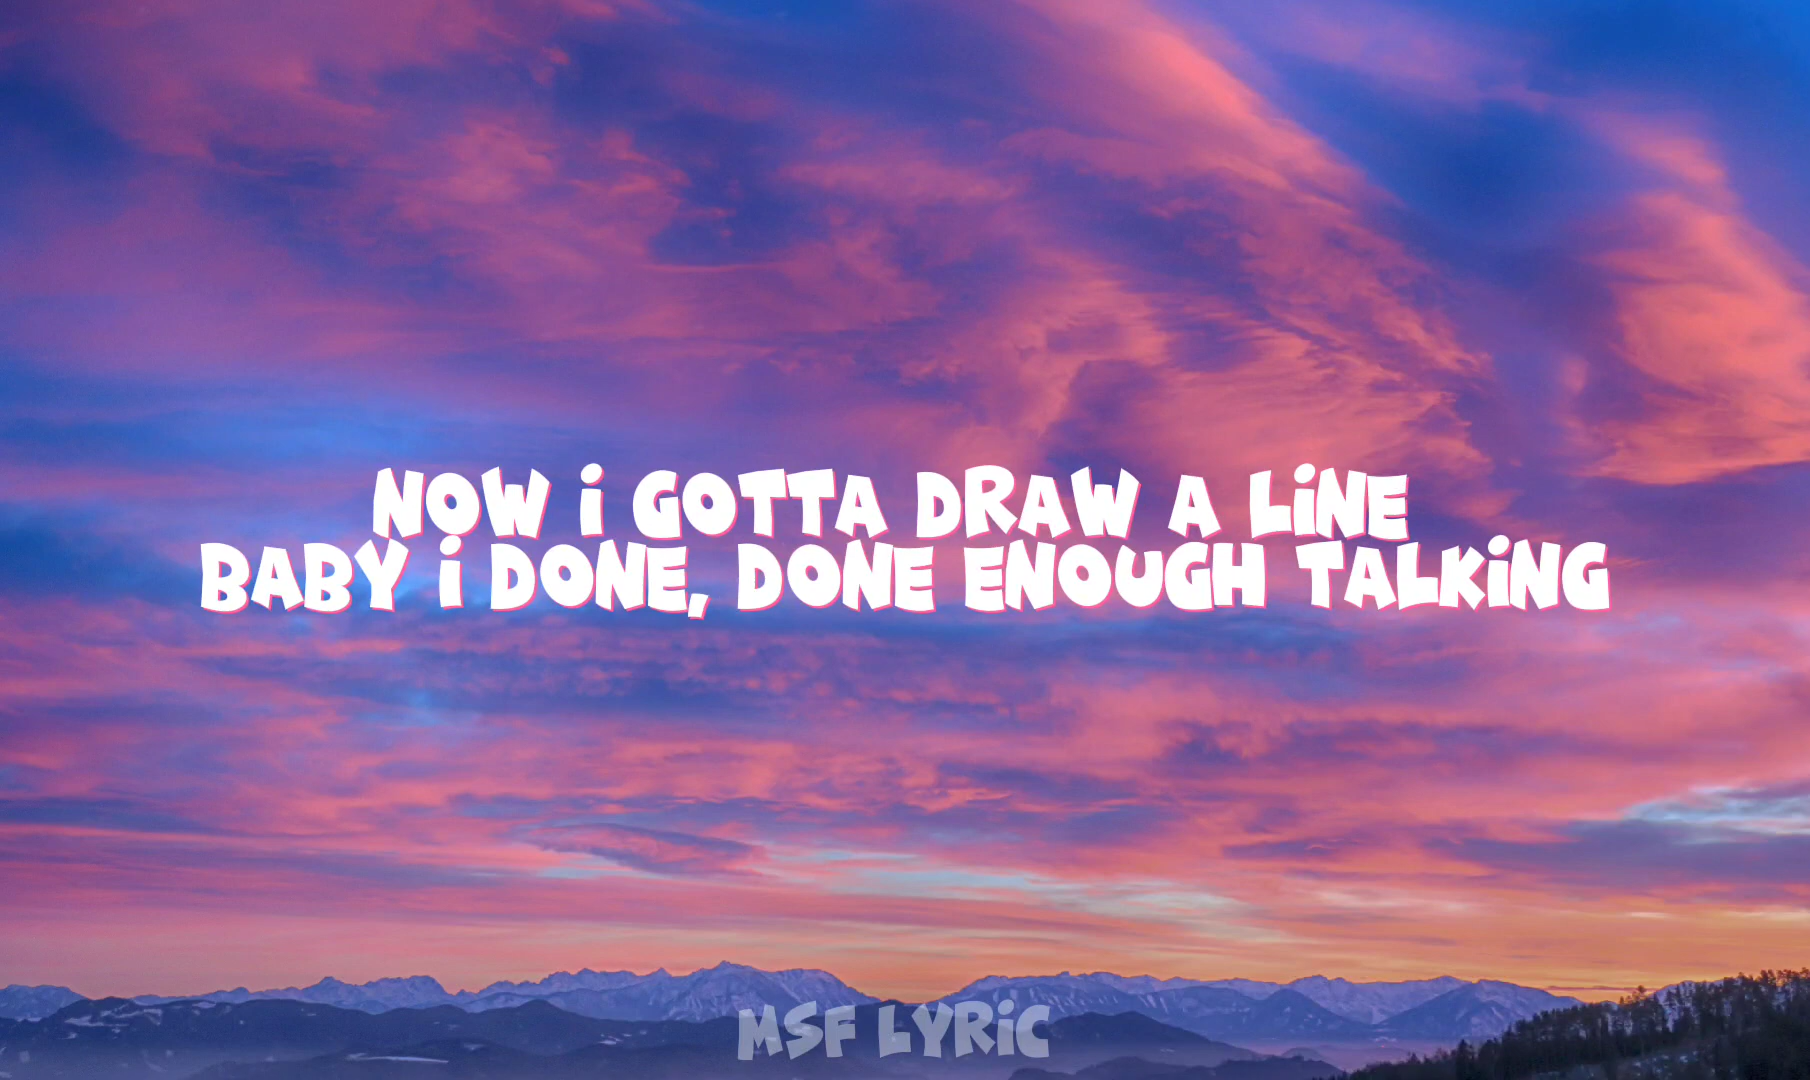 NOW i GOTTA DRAW A LiNE
BABY i DONE, DONE ENOUGH TALKiNG
MSF LYRiC